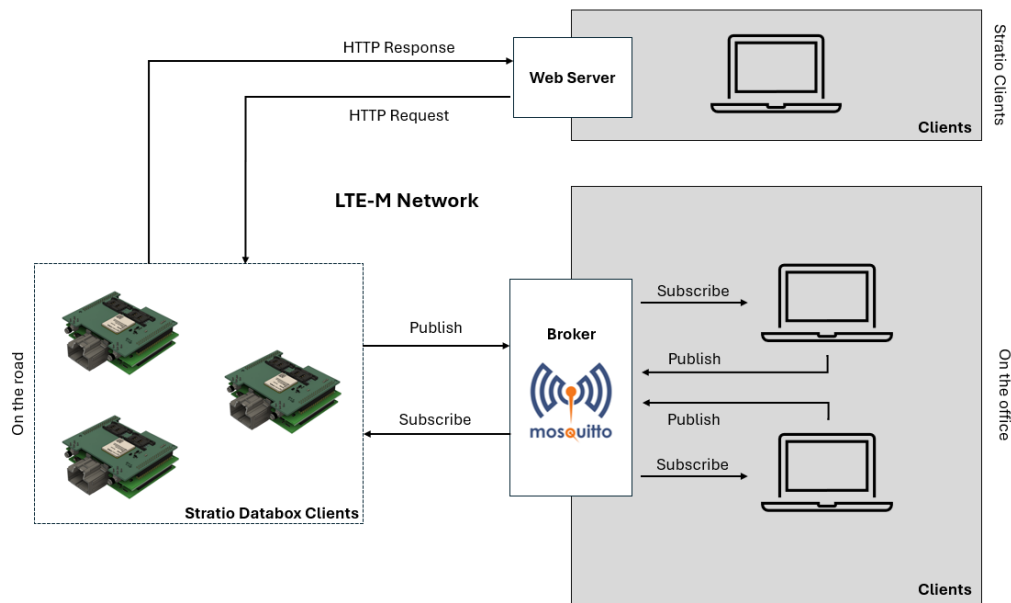 HTTP Response
Web Server
HTTP Request
Clients
Stratio Clients
LTE-M Network
On the road
Stratio Databox Clients
Publish
Subscribe
Broker
mosquitto
Subscribe
Publish
Publish
Subscribe
Clients
On the office